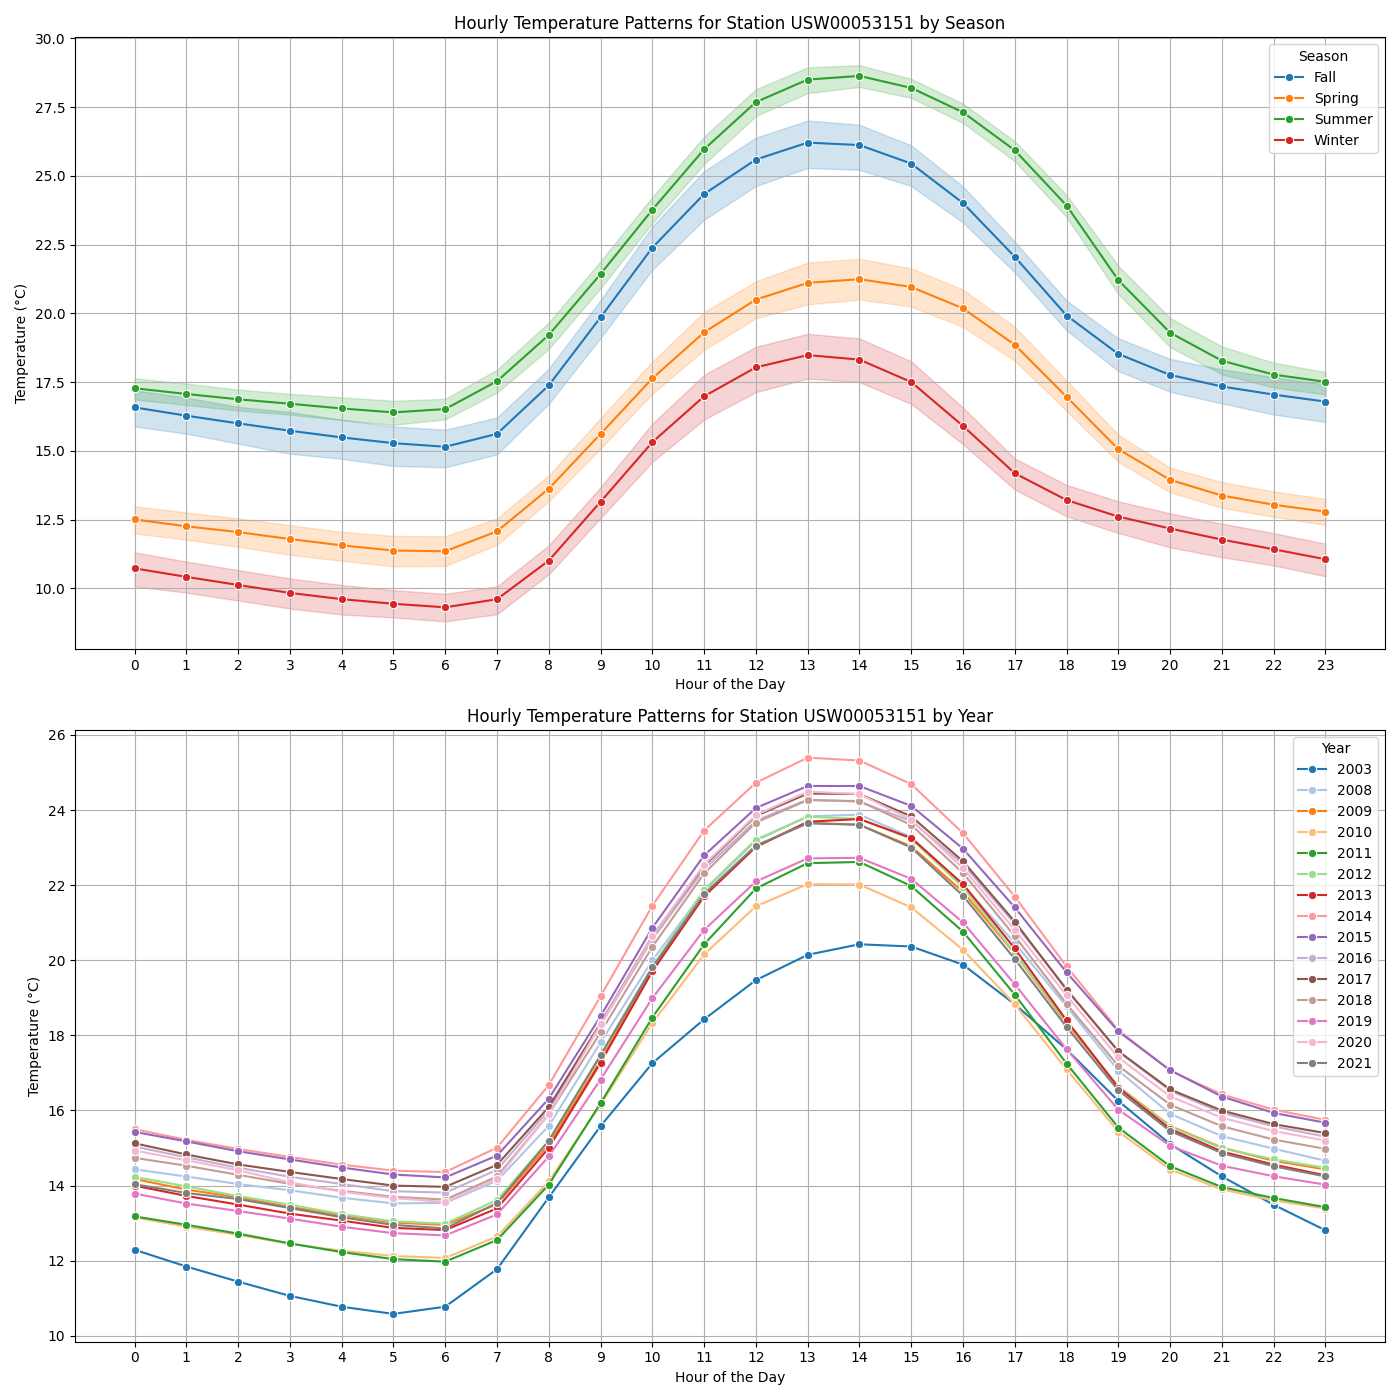 Hourly Temperature Patterns for Station USW00053151 by Season
30.0
27.5
25.0
22.5
20.0
17.5
15.0
12.5
10.0
Temperature (°C)
Season
Fall
Spring
Summer
Winter
0 1 2 3 4 5 6 7 8 9 10 11 12 13 14 15 16 17 18 19 20 21 22 23
Hour of the Day
Hourly Temperature Patterns for Station USW00053151 by Year
26
24
22
20
18
16
14
12
10
Temperature (°C)
Year
2003
2008
2009
2010
2011
2012
2013
2014
2015
2016
2017
2018
2019
2020
2021
0 1 2 3 4 5 6 7 8 9 10 11 12 13 14 15 16 17 18 19 20 21 22 23
Hour of the Day